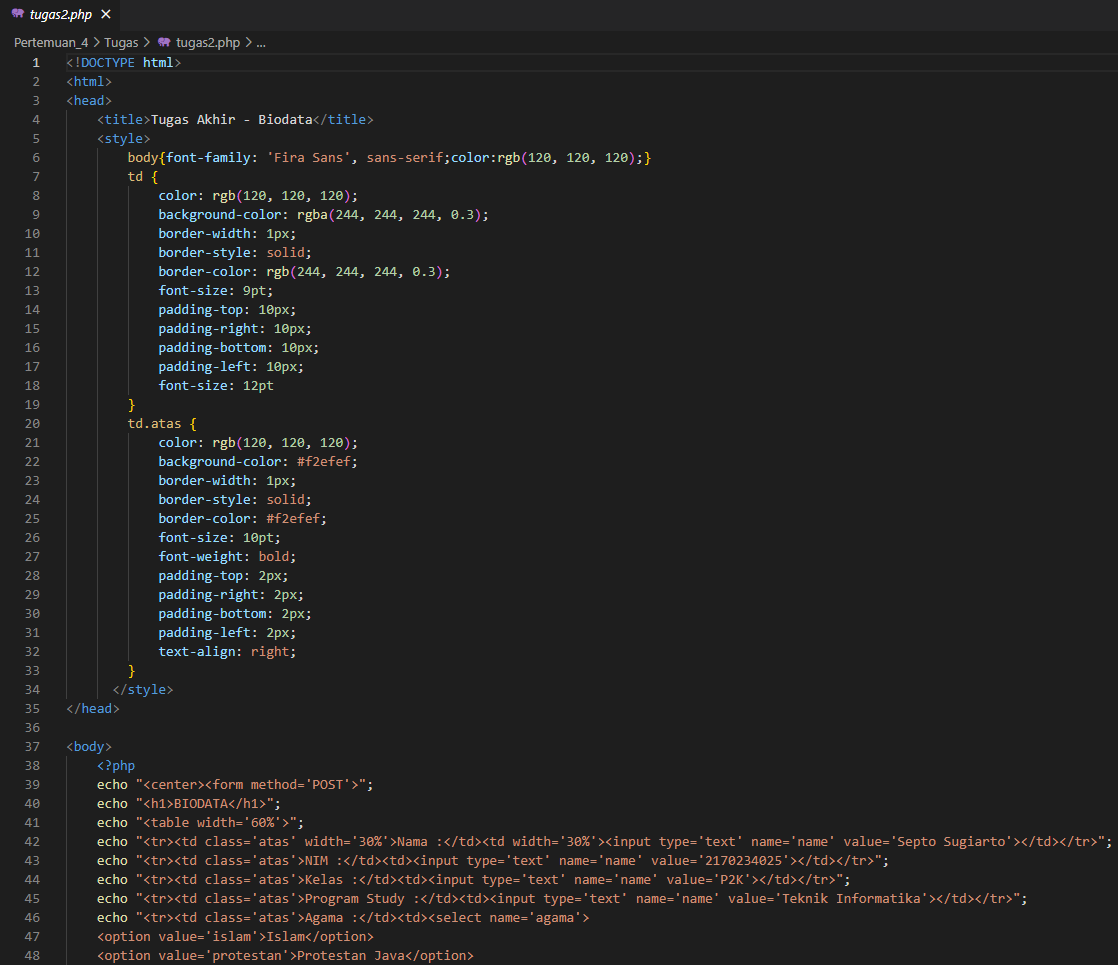 tugas2.php ×
Pertemuan_4 > Tugas > tugas2.php > ...
1 <!DOCTYPE html>
2 <html>
3 <head>
4     <title>Tugas Akhir - Biodata</title>
5     <style>
6         body{font-family: 'Fira Sans', sans-serif;color:rgb(120, 120, 120);}
7         td {
8             color: rgb(120, 120, 120);
9             background-color: rgba(244, 244, 244, 0.3);
10             border-width: 1px;
11             border-style: solid;
12             border-color: rgb(244, 244, 244, 0.3);
13             font-size: 9pt;
14             padding-top: 10px;
15             padding-right: 10px;
16             padding-bottom: 10px;
17             padding-left: 10px;
18             font-size: 12pt
19         }
20         td.atas {
21             color: rgb(120, 120, 120);
22             background-color: #f2efef;
23             border-width: 1px;
24             border-style: solid;
25             border-color: #f2efef;
26             font-size: 10pt;
27             font-weight: bold;
28             padding-top: 2px;
29             padding-right: 2px;
30             padding-bottom: 2px;
31             padding-left: 2px;
32             text-align: right;
33         }
34       </style>
35 </head>
36
37 <body>
38     <?php
39     echo "<center><form method='POST'>";
40     echo "<h1>BIODATA</h1>";
41     echo "<table width='60%'>";
42     echo "<tr><td class='atas' width='30%'>Nama :</td><td width='30%'><input type='text' name='name' value='Septo Sugiarto'></td></tr>";
43     echo "<tr><td class='atas'>NIM :</td><td><input type='text' name='name' value='2170234025'></td></tr>";
44     echo "<tr><td class='atas'>Kelas :</td><td><input type='text' name='name' value='P2K'></td></tr>";
45     echo "<tr><td class='atas'>Program Study :</td><td><input type='text' name='name' value='Teknik Informatika'></td></tr>";
46     echo "<tr><td class='atas'>Agama :</td><td><select name='agama'>
47     <option value='islam'>Islam</option>
48     <option value='protestan'>Protestan Java</option>